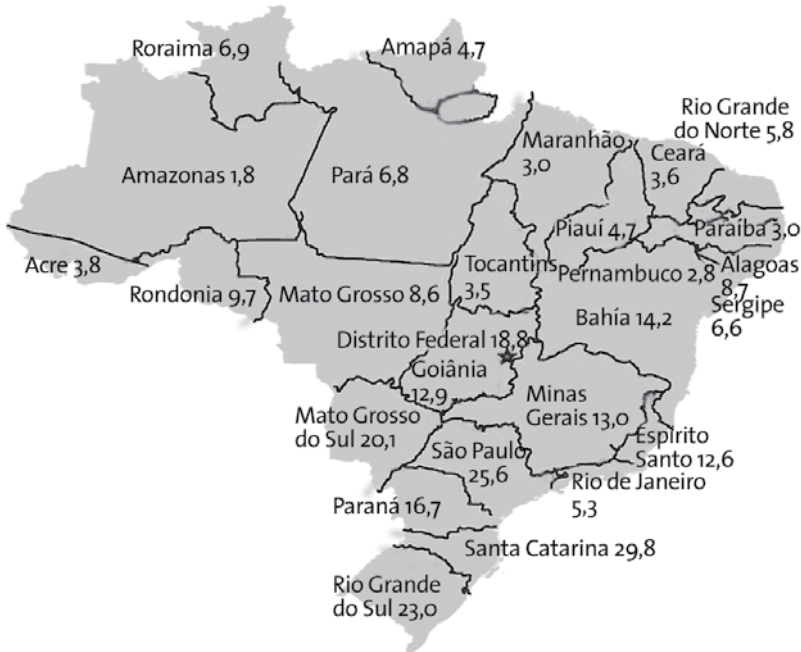 Roraima 6,9
Amapá 4,7
Rio Grande
do Norte 5,8
Maranhão
3,0
Ceará
3,6
Amazonas 1,8
Pará 6,8
Piauí 4,7
Paraíba 3,0
Acre 3,8
Tocantins
3,5
Pernambuco 2,8
Alagoas
8,7
Rondonia 9,7
Mato Grosso 8,6
Sergipe
6,6
Bahía 14,2
Distrito Federal 18,8
Goiânia
12,9
Minas
Gerais 13,0
Mato Grosso
do Sul 20,1
São Paulo
25,6
Espírito
Santo 12,6
Rio de Janeiro
5,3
Paraná 16,7
Santa Catarina 29,8
Rio Grande
do Sul 23,0